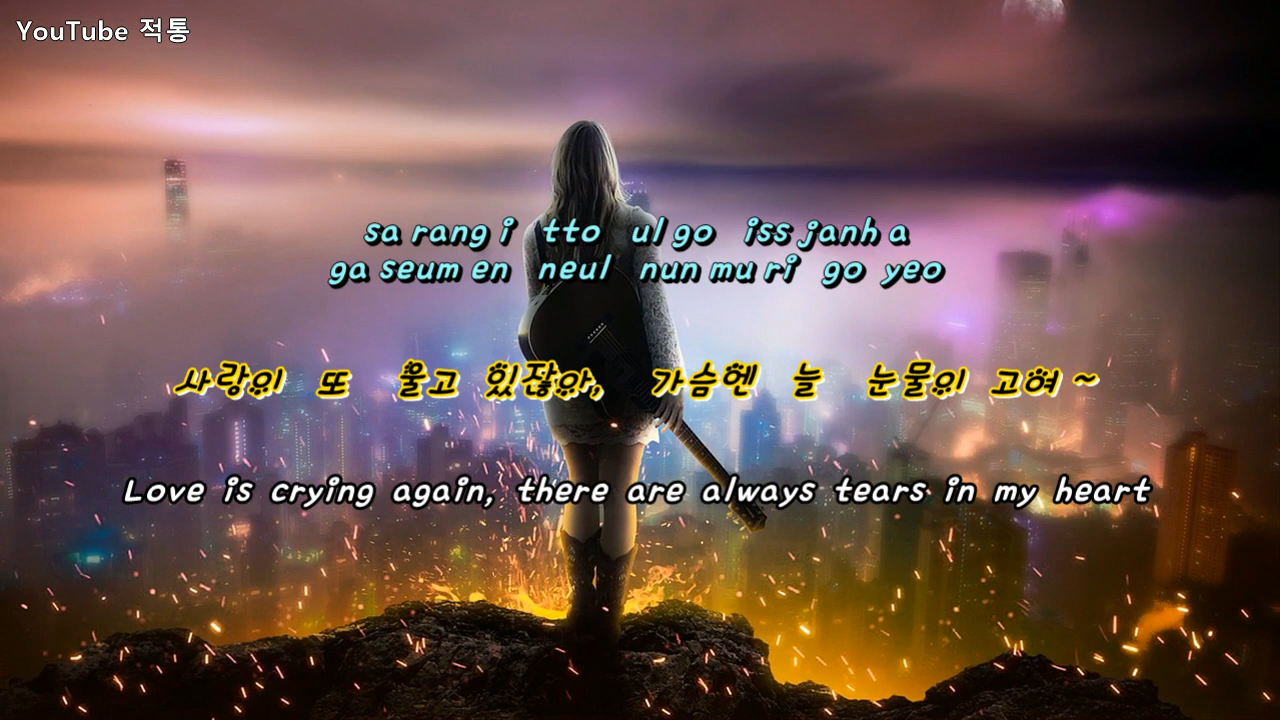 YouTube 적통
sa rang i tto ul go iss janh a
ga seum en neul nun mu ri go yeo
사랑이 또 울고 있잖아, 가슴엔 늘 눈물이 고여 ~
Love is crying again, there are always tears in my heart